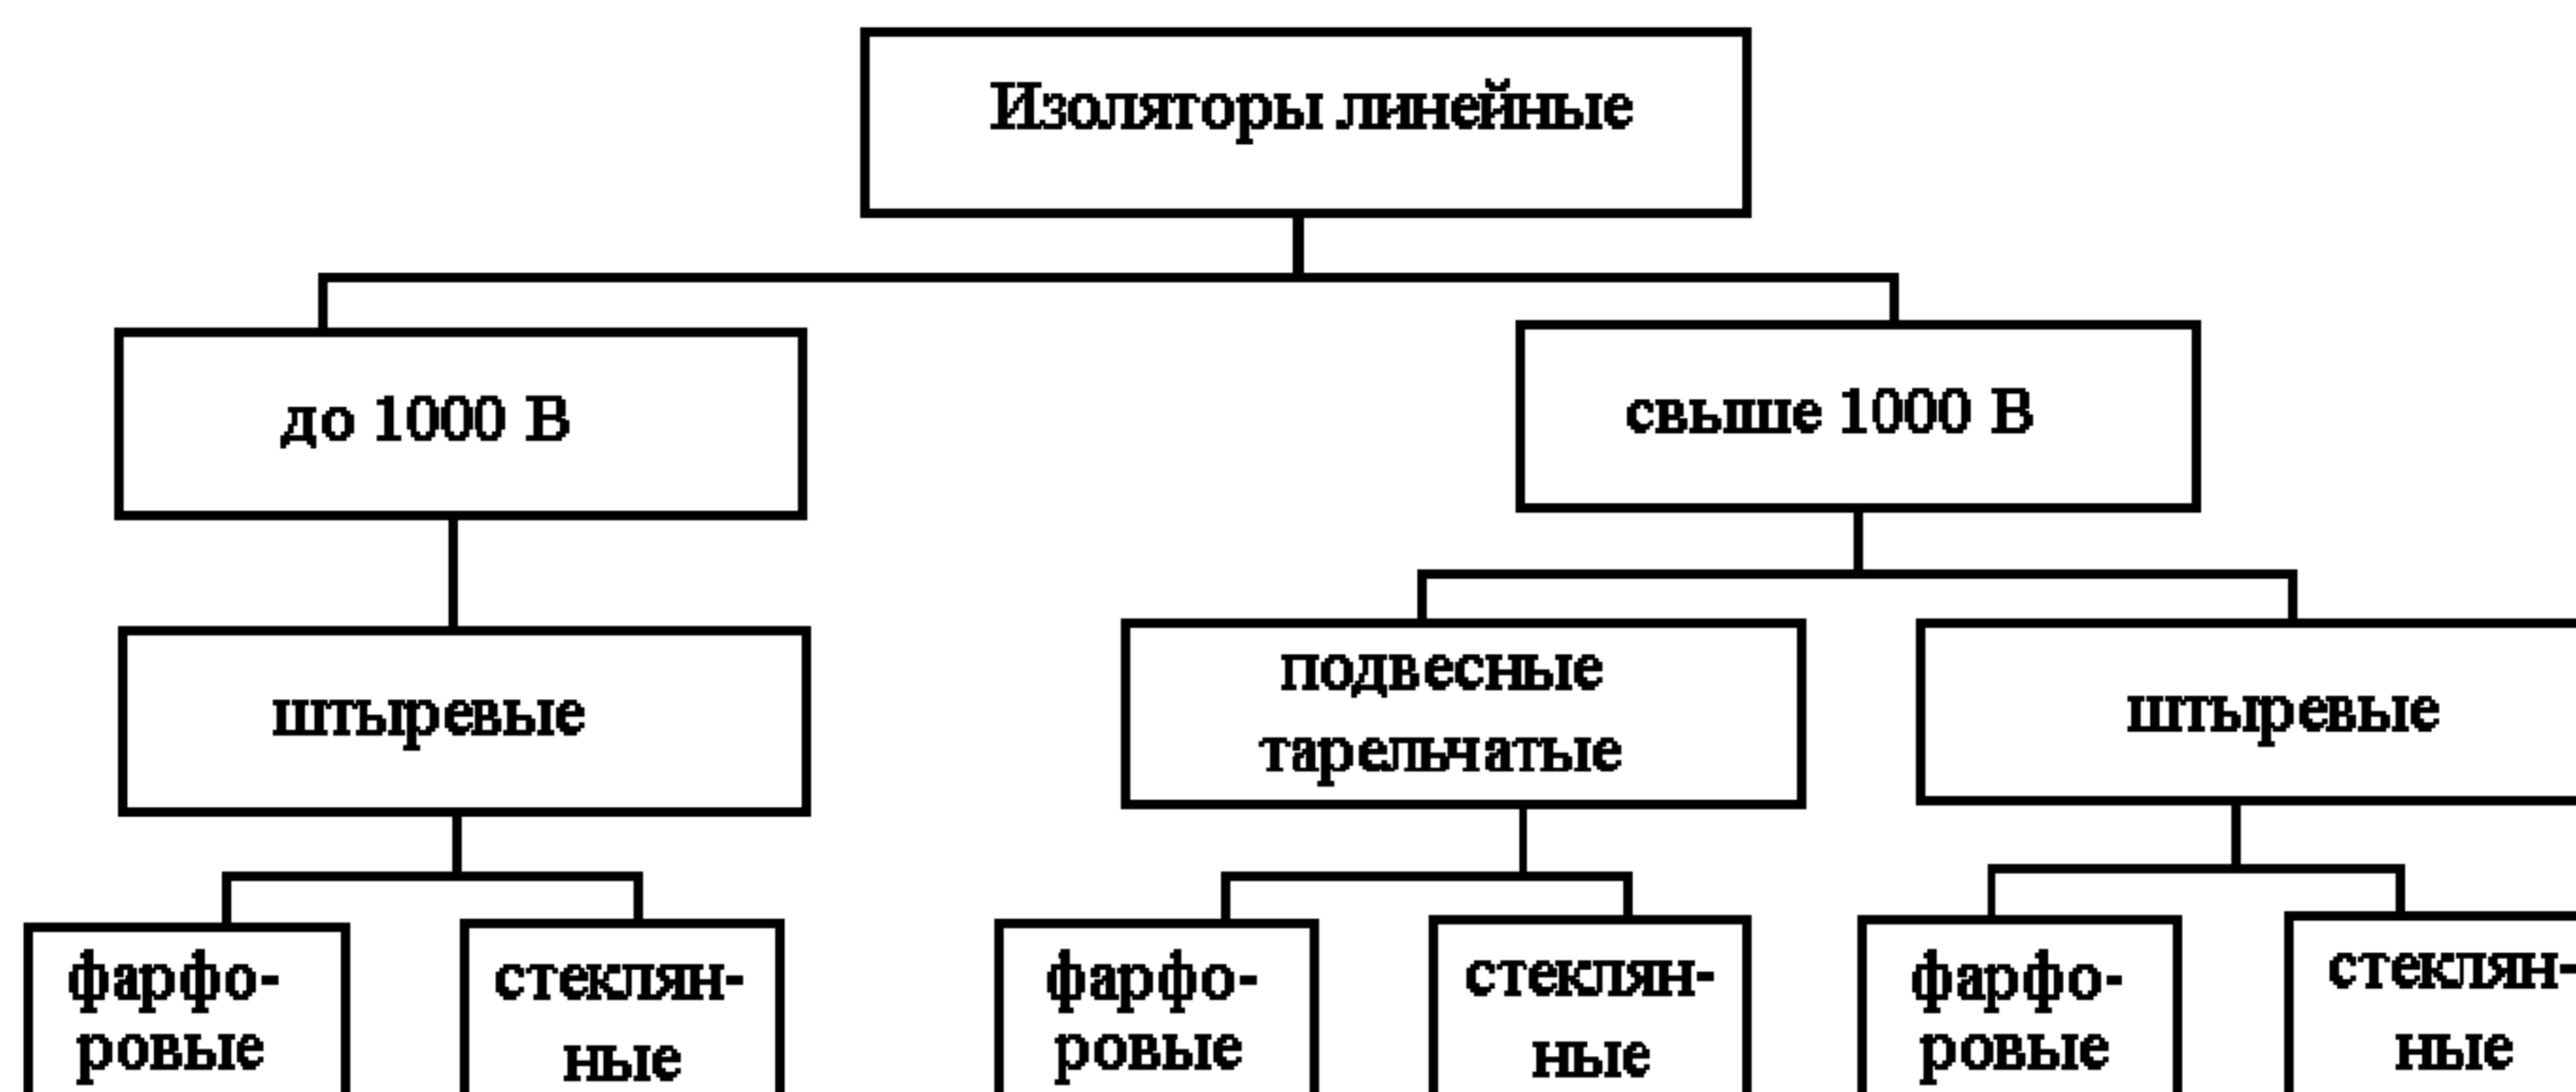 Изоляторы линейные
до 1000 В
свыше 1000 В
штыревые
подвесные
тарельчатые
штыревые
фарфо-
ровые
стеклян-
ные
фарфо-
ровые
стеклян-
ные
фарфо-
ровые
стеклян-
ные